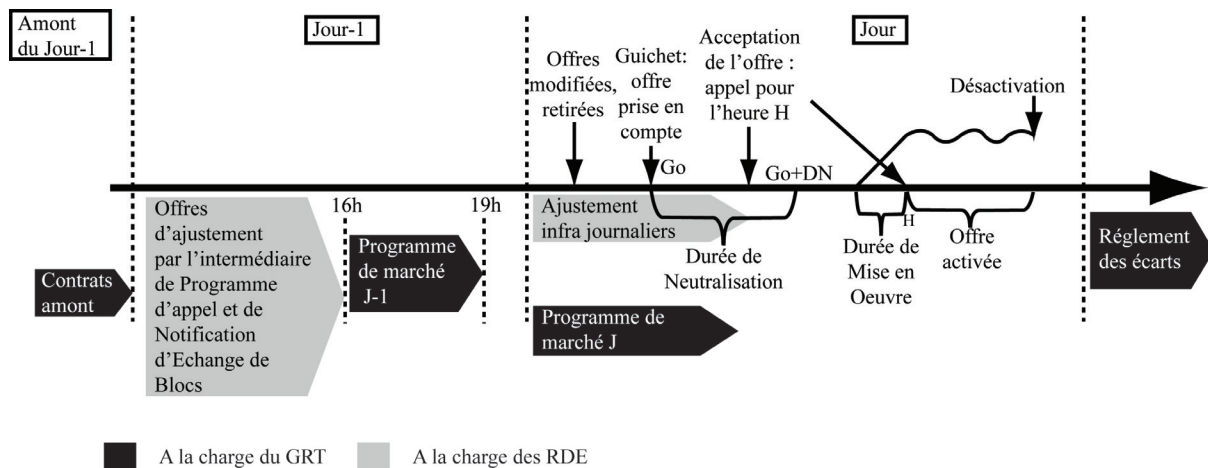 Amont
du Jour-1
Jour-1
Jour
Offres
modifiées,
retirées
Guichet:
offre
prise en
compte
Go
Acceptation
de l'offre :
appel pour
l'heure H
Go+DN
Désactivation
Contrats
amont
Offres
d'ajustement
par l'intermédiaire
de Programme
d'appel et de
Notification
d'Echange de
Blocs
16h
Programme
de marché
J-1
19h
Ajustement
infra journaliers
Programme de
marché J
Durée de
Neutralisation
Durée de
Mise en
Oeuvre
H
Offre
activée
Réglement
des écarts
A la charge du GRT
A la charge des RDE